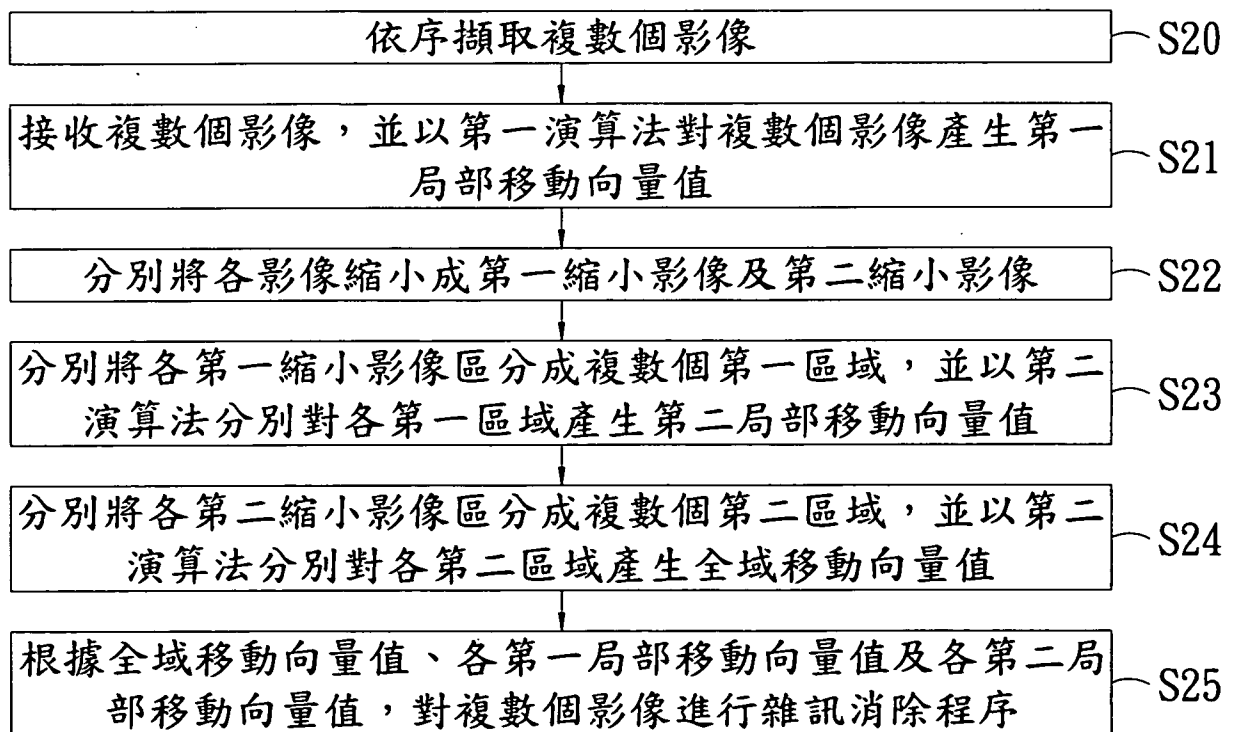 依序擷取複數個影像
S20
接收複數個影像，並以第一演算法對複數個影像產生第一
局部移動向量值
S21
分別將各影像縮小成第一縮小影像及第二縮小影像
S22
分別將各第一縮小影像區分成複數個第一區域，並以第二
演算法分別對各第一區域產生第二局部移動向量值
S23
分別將各第二縮小影像區分成複數個第二區域，並以第二
演算法分別對各第二區域產生全域移動向量值
S24
根據全域移動向量值、各第一局部移動向量值及各第二局
部移動向量值，對複數個影像進行雜訊消除程序
S25